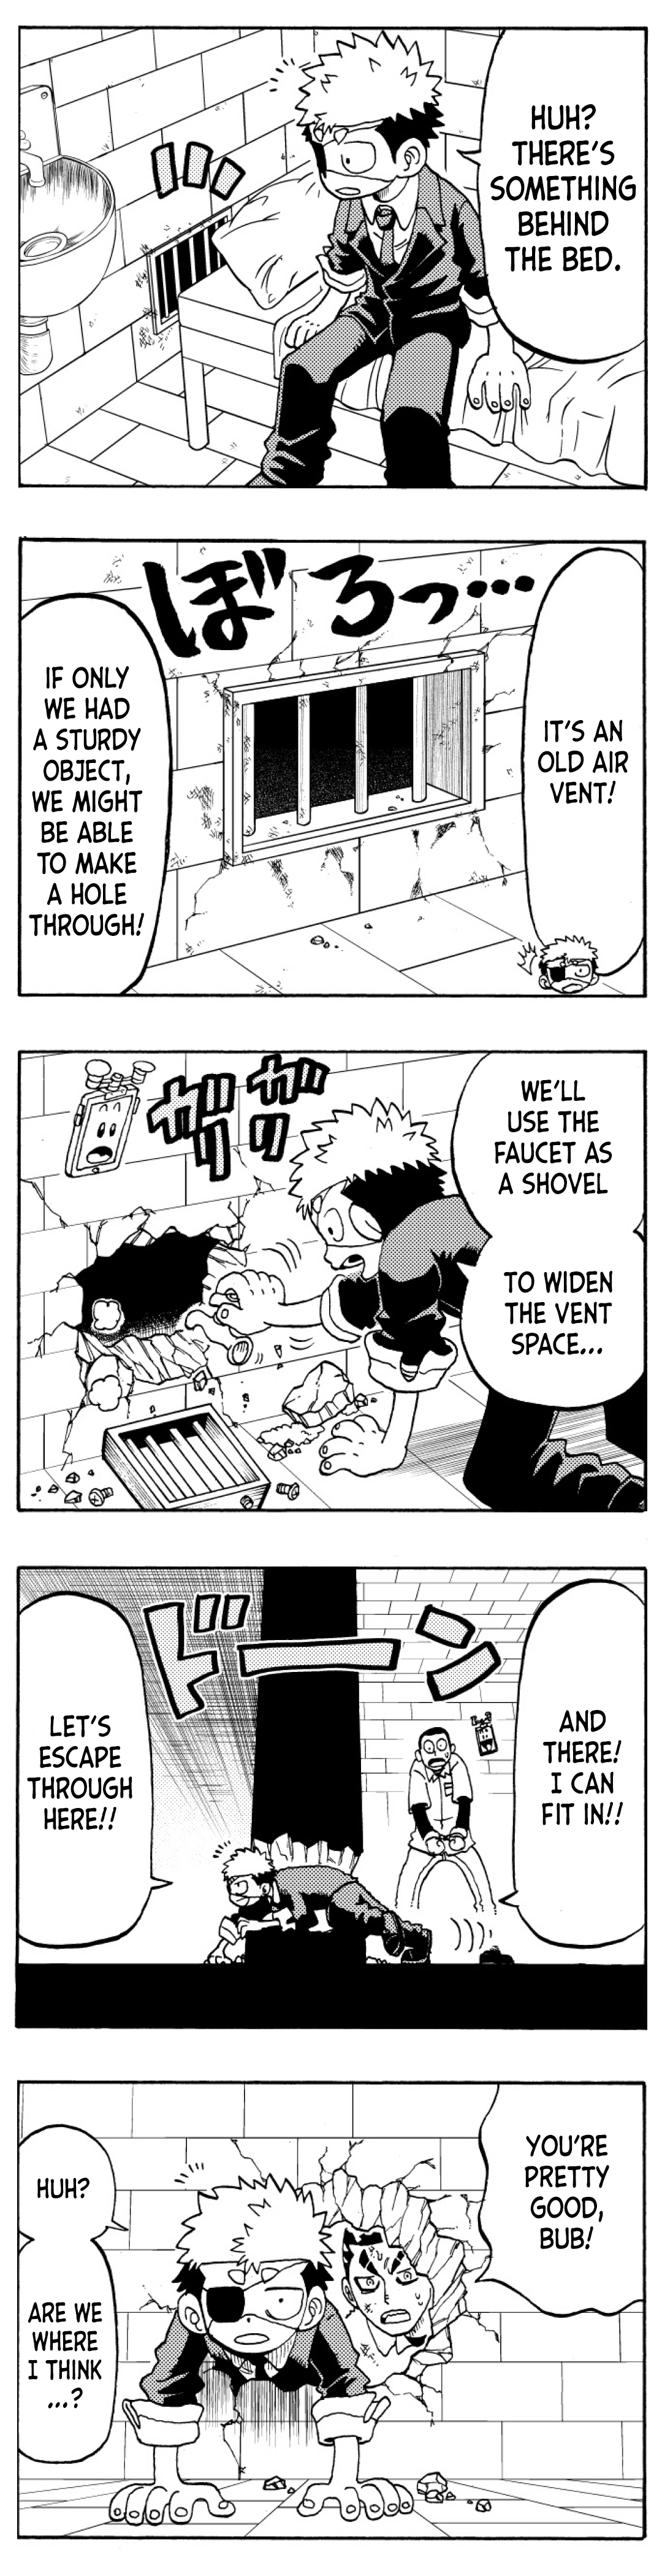 HUH?
THERE'S
SOMETHING
BEHIND
THE BED.
ぼろっ…
IT'S AN
OLD AIR
VENT!
IF ONLY
WE HAD
A STURDY
OBJECT,
WE MIGHT
BE ABLE
TO MAKE
A HOLE
THROUGH!
WE'LL
USE THE
FAUCET AS
A SHOVEL
TO WIDEN
THE VENT
SPACE...
ガリ
ガリ
ドーン
AND
THERE!
I CAN
FIT IN!!
LET'S
ESCAPE
THROUGH
HERE!!
YOU'RE
PRETTY
GOOD,
BUB!
HUH?
ARE WE
WHERE
I THINK
...?